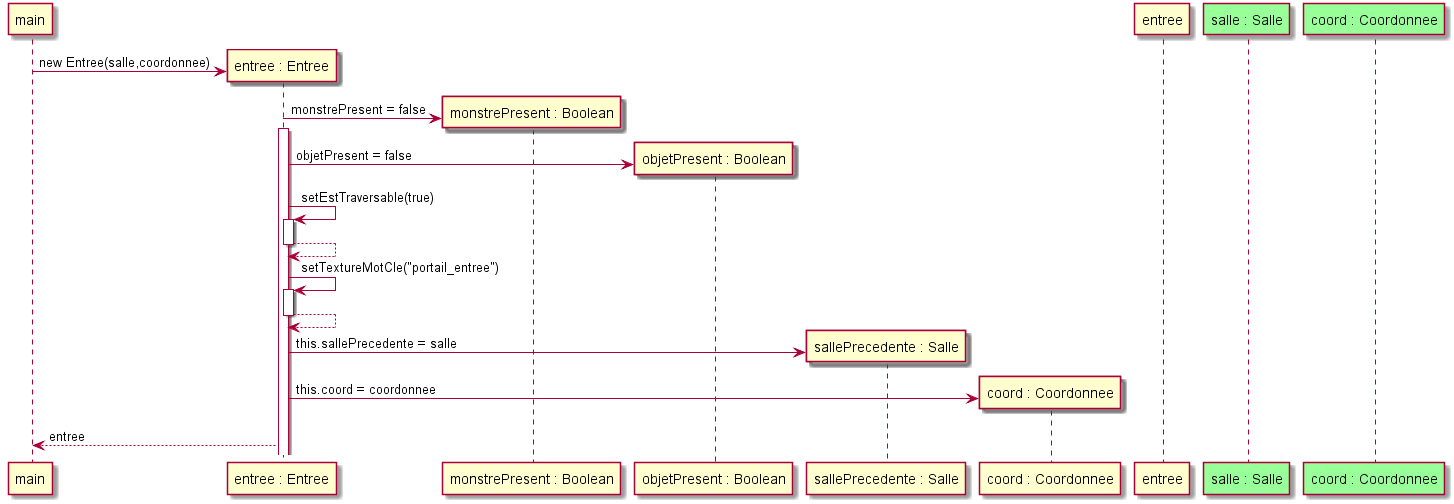 main
entree
salle : Salle
coord : Coordonnee
new Entree(salle,coordonnee)
entree : Entree
monstrePresent = false
monstrePresent : Boolean
objetPresent = false
objetPresent : Boolean
setEstTraversable(true)
setTextureMotCle("portail_entree")
this.sallePrecedente = salle
sallePrecedente : Salle
this.coord = coordonnee
coord : Coordonnee
entree
main
entree : Entree
monstrePresent : Boolean
objetPresent : Boolean
sallePrecedente : Salle
coord : Coordonnee
entree
salle : Salle
coord : Coordonnee